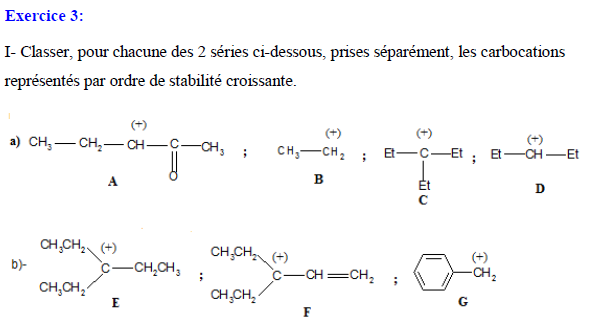 Exercice 3:
I- Classer, pour chacune des 2 séries ci-dessous, prises séparément, les carbocations
représentés par ordre de stabilité croissante.
a) CH₃—CH₂—CH(+)—C(=O)—CH₃ ; CH₃—CH₂(+) ; Et—C(+)(Et)—Et ; Et—CH(+)—Et
A B C D
b)- CH₃CH₂ CH₃CH₂ C(+)—CH₂CH₃ ; CH₃CH₂ CH₃CH₂ C(+)—CH=CH₂ ; CH₂(+)
E F G